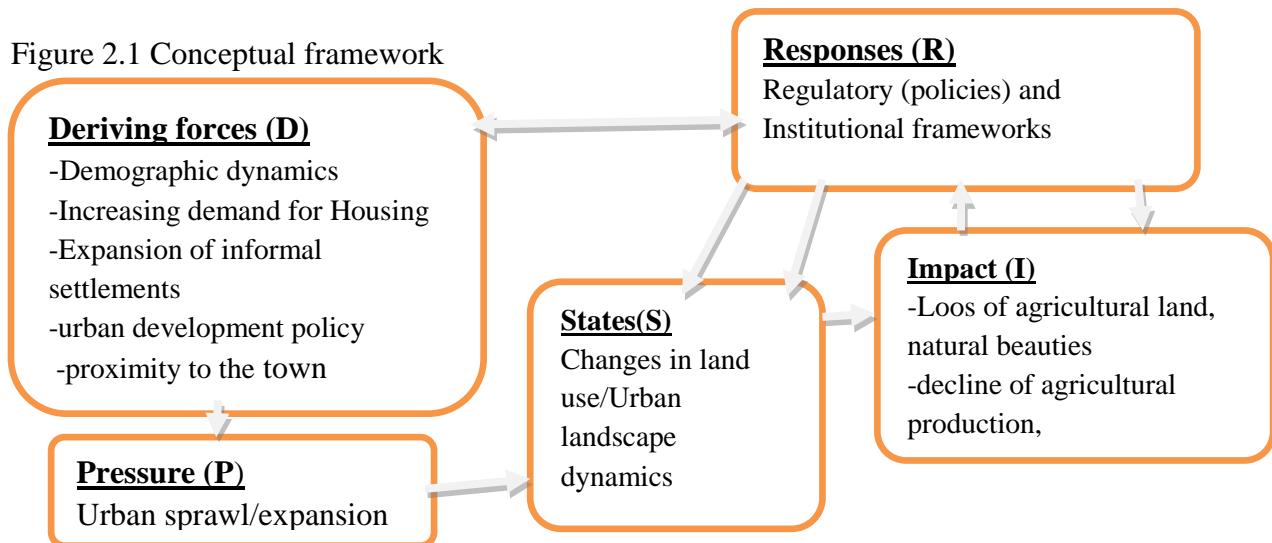 Figure 2.1 Conceptual framework
Deriving forces (D)
-Demographic dynamics
-Increasing demand for Housing
-Expansion of informal
settlements
-urban development policy
-proximity to the town
Pressure (P)
Urban sprawl/expansion
States(S)
Changes in land
use/Urban
landscape
dynamics
Responses (R)
Regulatory (policies) and
Institutional frameworks
Impact (I)
-Loos of agricultural land,
natural beauties
-decline of agricultural
production,